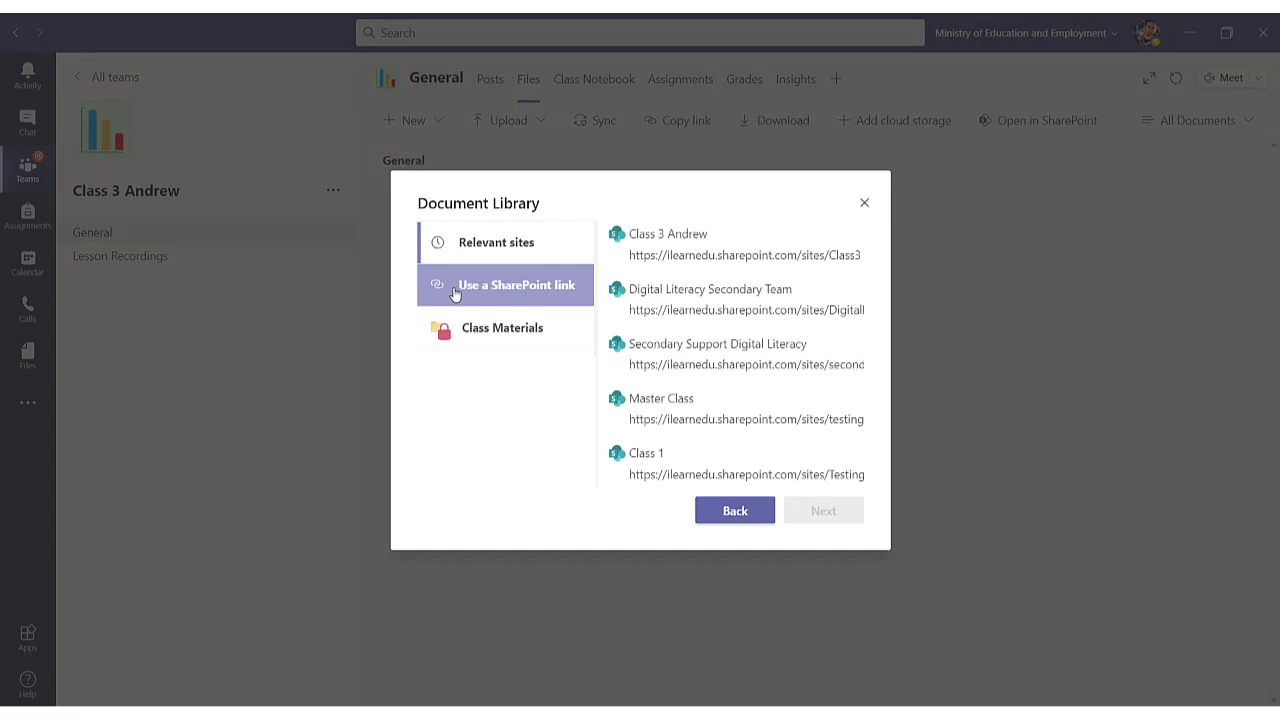 Search
Ministry of Education and Employment
Activity
Chat
Teams
Assignments
Calendar
Calls
Files
Apps
Help
All teams
Class 3 Andrew
General
Lesson Recordings
General Posts Files Class Notebook Assignments Grades Insights
Meet
New Upload Sync Copy link Download Add cloud storage Open in SharePoint All Documents
General
Document Library
Relevant sites
Use a SharePoint link
Class Materials
Class 3 Andrew
https://ilearnedu.sharepoint.com/sites/Class3
Digital Literacy Secondary Team
https://ilearnedu.sharepoint.com/sites/Digitall
Secondary Support Digital Literacy
https://ilearnedu.sharepoint.com/sites/second
Master Class
https://ilearnedu.sharepoint.com/sites/testing
Class 1
https://ilearnedu.sharepoint.com/sites/Testing
Back Next